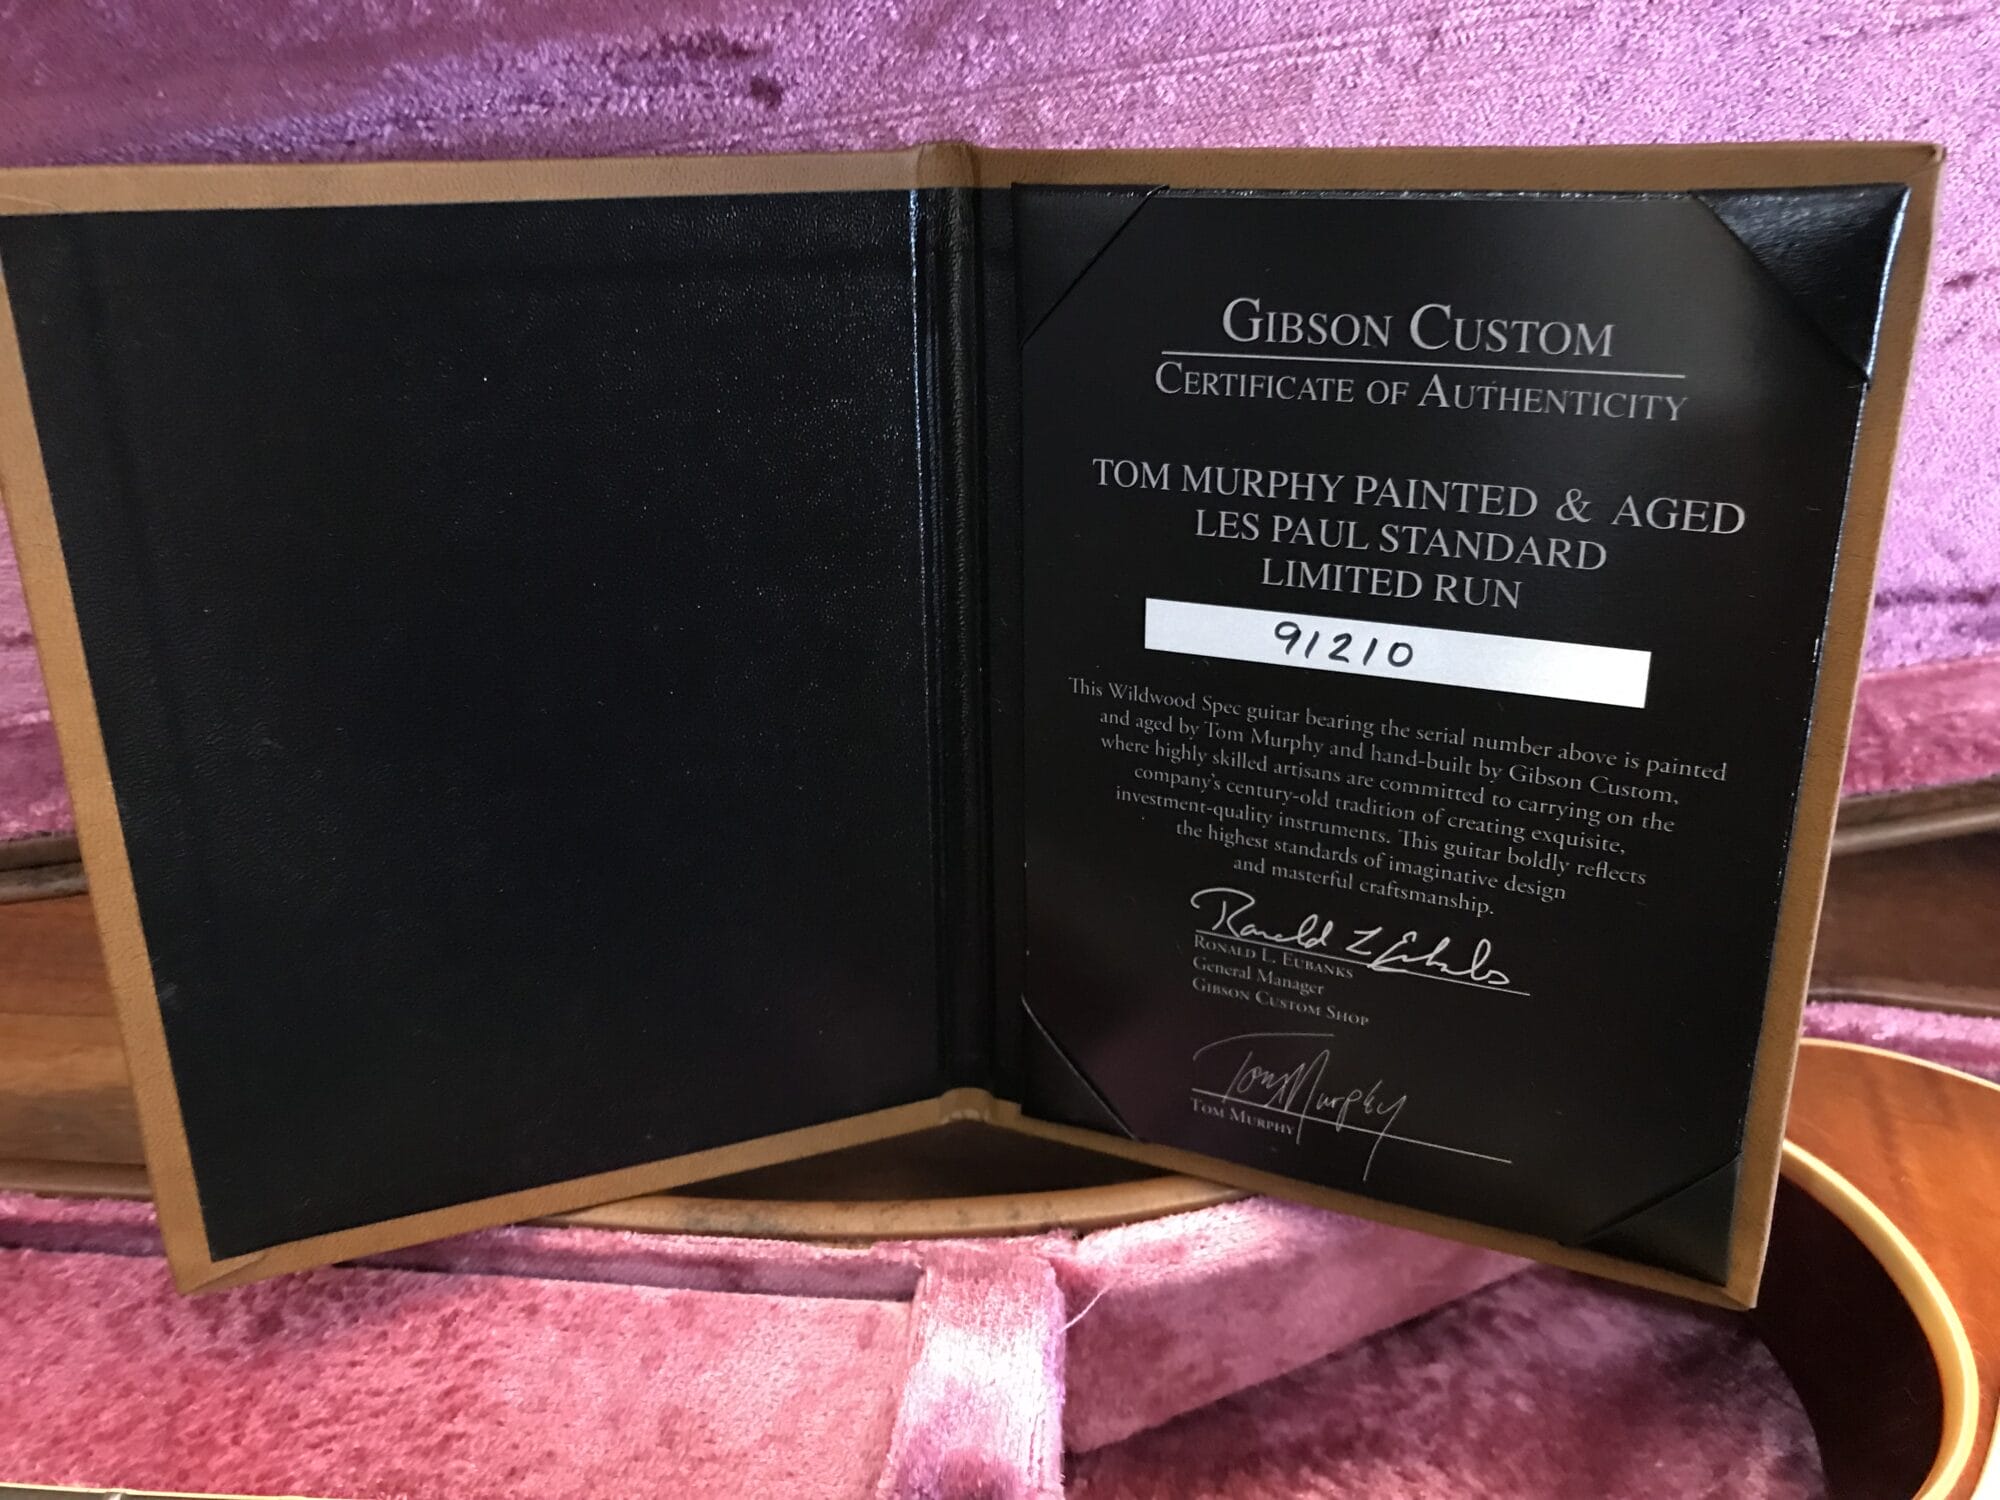 GIBSON CUSTOM
CERTIFICATE OF AUTHENTICITY
TOM MURPHY PAINTED & AGED
LES PAUL STANDARD
LIMITED RUN
91210
This Wildwood Spec guitar bearing the serial number above is painted
and aged by Tom Murphy and hand-built by Gibson Custom,
where highly skilled artisans are committed to carrying on the
company's century-old tradition of creating exquisite,
investment-quality instruments. This guitar boldly reflects
the highest standards of imaginative design
and masterful craftsmanship.
Ronald L Eubanks
RONALD L. EUBANKS
General Manager
GIBSON CUSTOM SHOP
Tom Murphy
TOM MURPHY